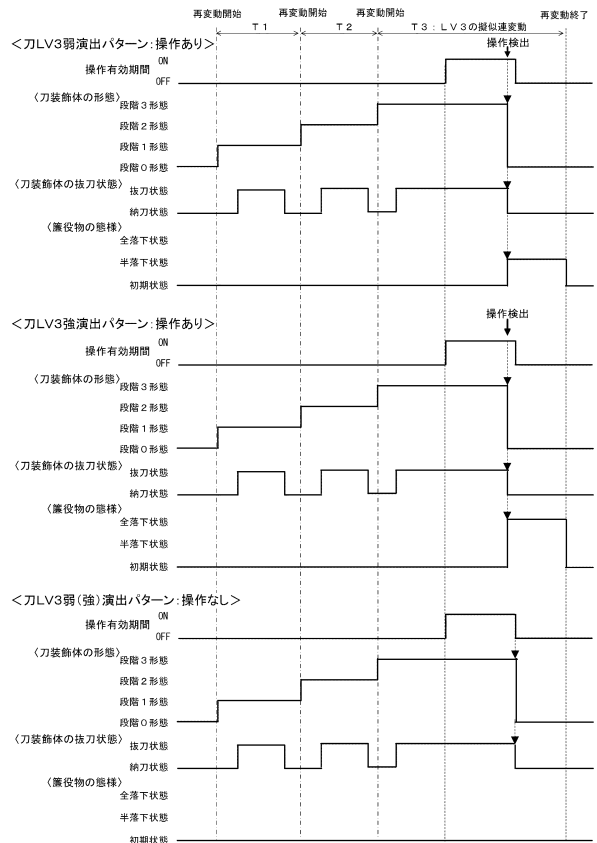 再変動開始 再変動開始 再変動開始 再変動終了
T1 T2 T3:LV3の擬似連変動
＜刀LV3弱演出パターン:操作あり＞
操作検出
操作有効期間 ON
OFF
〈刀装飾体の形態〉
段階3形態
段階2形態
段階1形態
段階0形態
〈刀装飾体の抜刀状態〉
抜刀状態
納刀状態
〈簾役物の態様〉
全落下状態
半落下状態
初期状態
＜刀LV3強演出パターン:操作あり＞
操作検出
操作有効期間 ON
OFF
〈刀装飾体の形態〉
段階3形態
段階2形態
段階1形態
段階0形態
〈刀装飾体の抜刀状態〉
抜刀状態
納刀状態
〈簾役物の態様〉
全落下状態
半落下状態
初期状態
＜刀LV3弱(強)演出パターン:操作なし＞
操作有効期間 ON
OFF
〈刀装飾体の形態〉
段階3形態
段階2形態
段階1形態
段階0形態
〈刀装飾体の抜刀状態〉
抜刀状態
納刀状態
〈簾役物の態様〉
全落下状態
半落下状態
初期状態